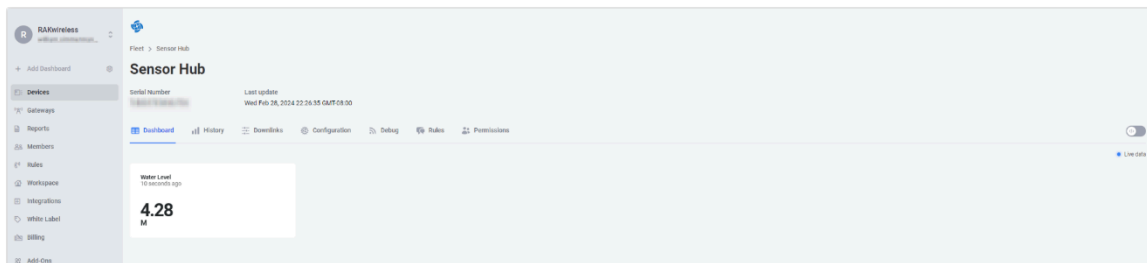 R
RAKwireless
+ Add Dashboard
Devices
Gateways
Reports
Members
Rules
Workspace
Integrations
White Label
Billing
Add-Ons
Fleet > Sensor Hub
Sensor Hub
Serial Number
Last update
Wed Feb 28, 2024 22:26:55 GMT-08:00
Dashboard History Downlinks Configuration Debug Rules Permissions
Live data
Water Level
10 seconds ago
4.28
M